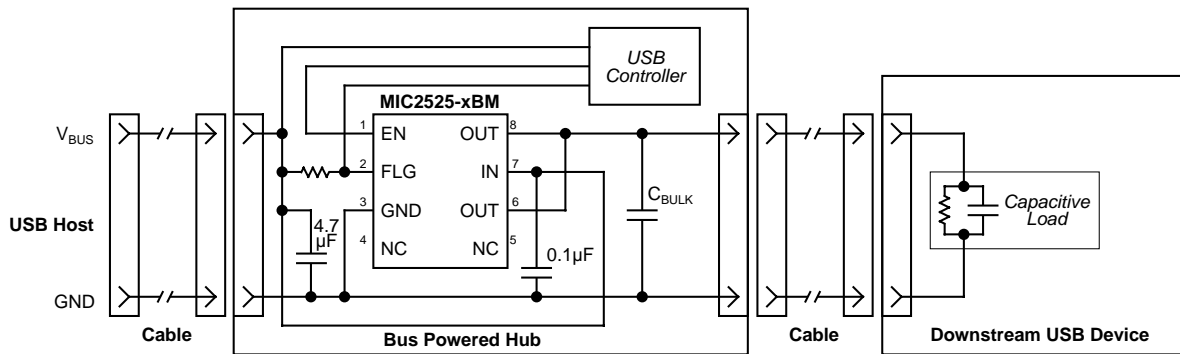 USB
Controller
MIC2525-xBM
VBUS
1 EN OUT 8
2 FLG IN 7
3 GND OUT 6
4 NC NC 5
4.7
µF
0.1µF
CBULK
Capacitive
Load
USB Host
GND
Cable
Bus Powered Hub
Cable
Downstream USB Device